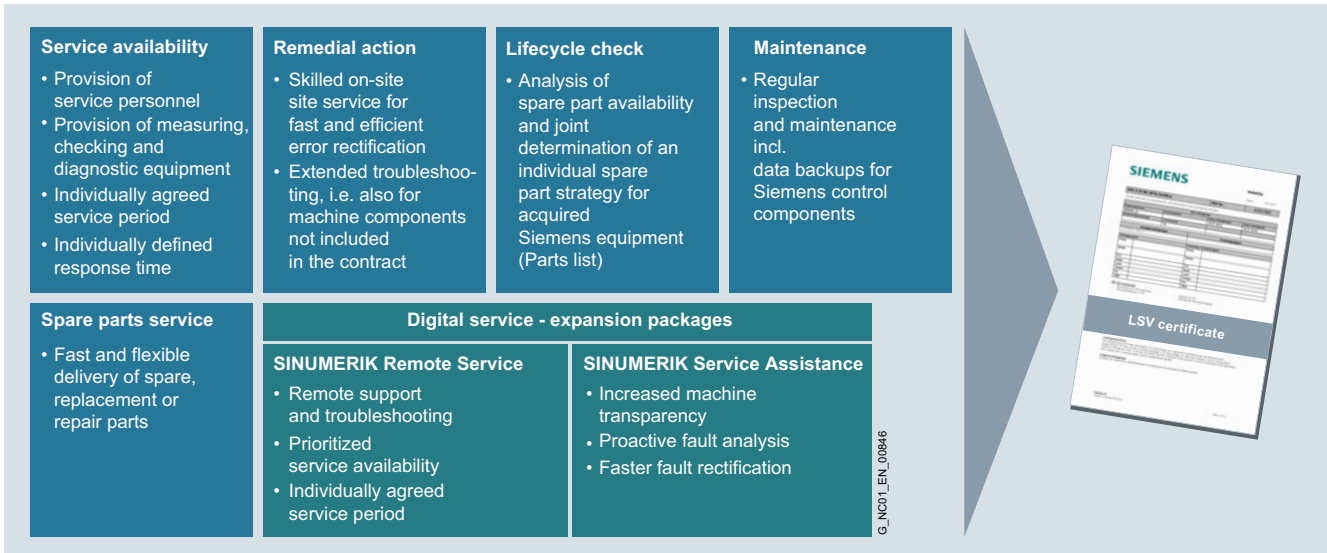 Service availability
• Provision of
service personnel
• Provision of measuring,
checking and
diagnostic equipment
• Individually agreed
service period
• Individually defined
response time
Remedial action
• Skilled on-site
site service for
fast and efficient
error rectification
• Extended troubleshoo-
ting, i.e. also for
machine components
not included
in the contract
Lifecycle check
• Analysis of
spare part availability
and joint
determination of an
individual spare
part strategy for
acquired
Siemens equipment
(Parts list)
Maintenance
• Regular
inspection
and maintenance
incl.
data backups for
Siemens control
components
Spare parts service
• Fast and flexible
delivery of spare,
replacement or
repair parts
Digital service - expansion packages
SINUMERIK Remote Service
• Remote support
and troubleshooting
• Prioritized
service availability
• Individually agreed
service period
SINUMERIK Service Assistance
• Increased machine
transparency
• Proactive fault analysis
• Faster fault rectification
G_NC01_EN_00846
SIEMENS
LSV certificate